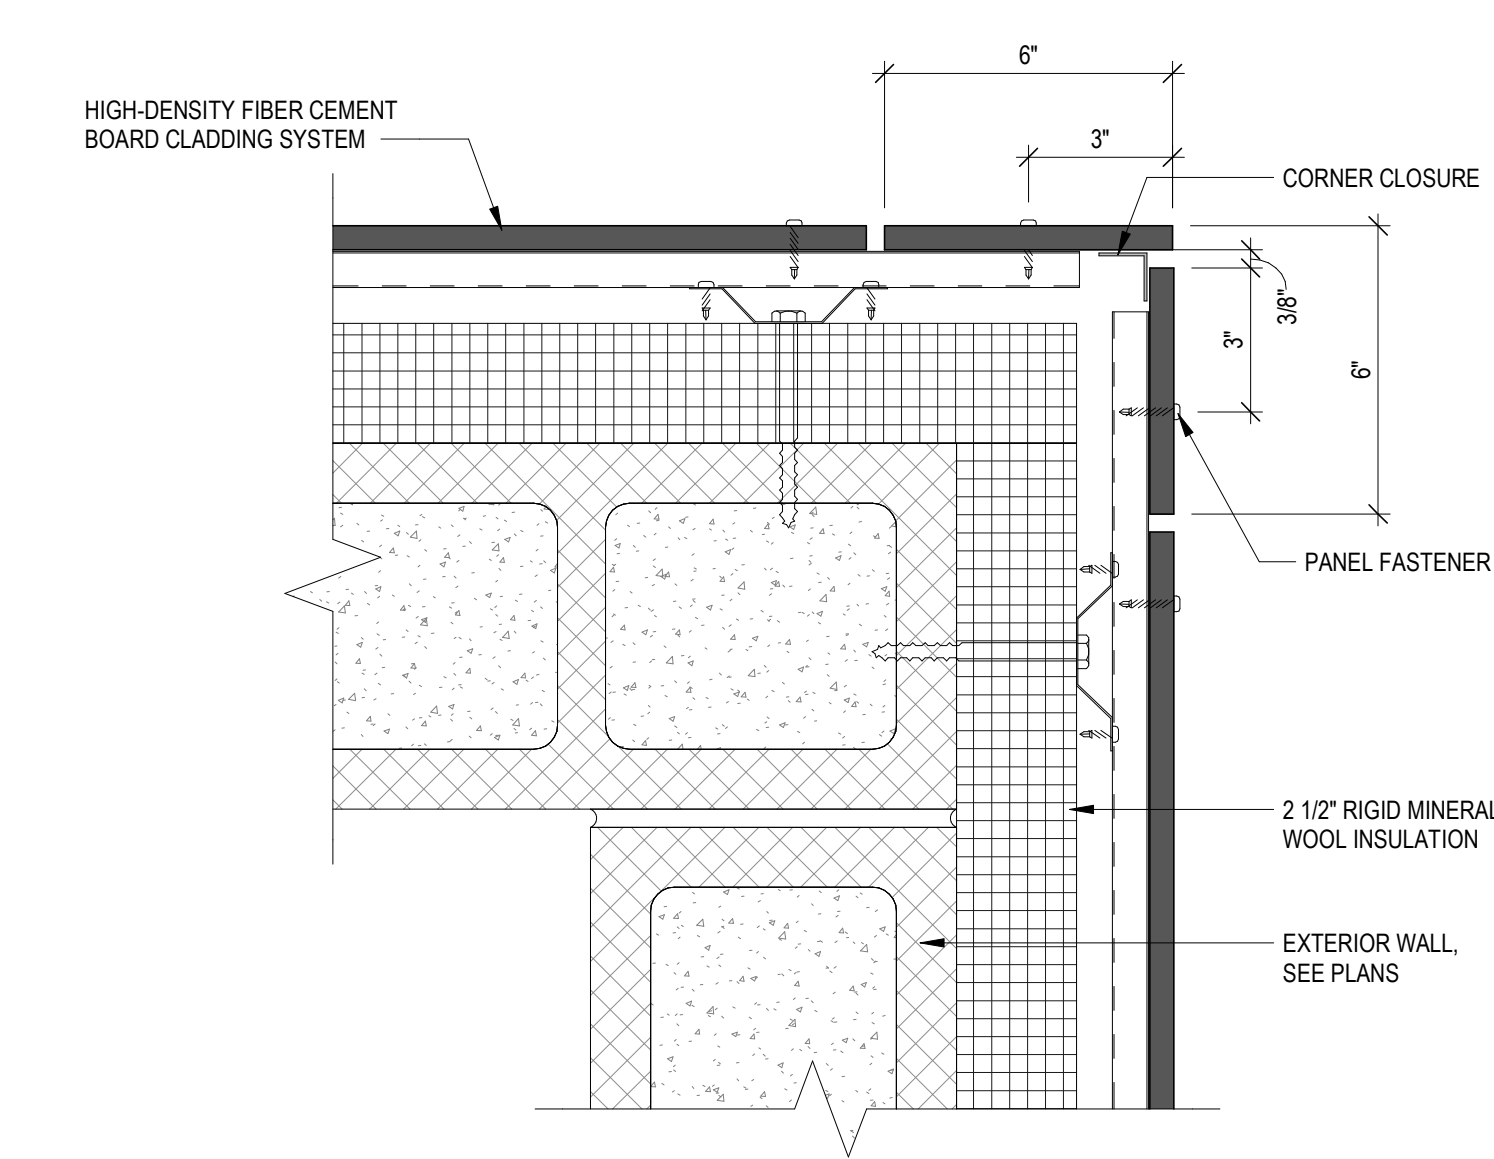 6"
3"
HIGH-DENSITY FIBER CEMENT
BOARD CLADDING SYSTEM
CORNER CLOSURE
3/8"
3"
6"
PANEL FASTENER
2 1/2" RIGID MINERAL
WOOL INSULATION
EXTERIOR WALL,
SEE PLANS